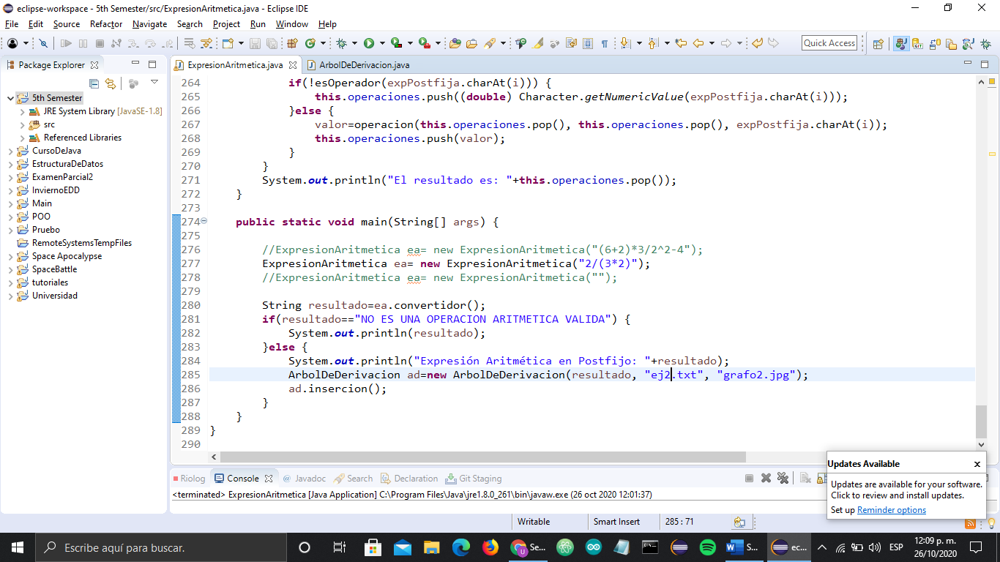 eclipse-workspace - 5th Semester/src/ExpresionAritmetica.java - Eclipse IDE
File Edit Source Refactor Navigate Search Project Run Window Help
Quick Access
Package Explorer
ExpresionAritmetica.java ArbolDeDerivacion.java
5th Semester
JRE System Library [JavaSE-1.8]
src
Referenced Libraries
CursoDeJava
EstructuraDeDatos
ExamenParcial2
InviernoEDD
Main
POO
Pruebo
RemoteSystemsTempFiles
Space Apocalypse
SpaceBattle
tutoriales
Universidad
264 if(!esOperador(expPostfija.charAt(i))) {
265 this.operaciones.push((double) Character.getNumericValue(expPostfija.charAt(i)));
266 }else {
267 valor=operacion(this.operaciones.pop(), this.operaciones.pop(), expPostfija.charAt(i));
268 this.operaciones.push(valor);
269 }
270 }
271 System.out.println("El resultado es: "+this.operaciones.pop());
272 }
273
274 public static void main(String[] args) {
275
276 //ExpresionAritmetica ea= new ExpresionAritmetica("(6+2)*3/2^2-4");
277 ExpresionAritmetica ea= new ExpresionAritmetica("2/(3*2)");
278 //ExpresionAritmetica ea= new ExpresionAritmetica("");
279
280 String resultado=ea.convertidor();
281 if(resultado=="NO ES UNA OPERACION ARITMETICA VALIDA") {
282 System.out.println(resultado);
283 }else {
284 System.out.println("Expresión Aritmética en Postfijo: "+resultado);
285 ArbolDeDerivacion ad=new ArbolDeDerivacion(resultado, "ej2.txt", "grafo2.jpg");
286 ad.insercion();
287 }
288 }
289 }
290
Riolog Console Javadoc Search Declaration Git Staging
<terminated> ExpresionAritmetica [Java Application] C:\Program Files\Java\jre1.8.0_261\bin\javaw.exe (26 oct 2020 12:01:37)
Updates Available
Updates are available for your software.
Click to review and install updates.
Set up Reminder options
Writable Smart Insert 285 : 71
Escribe aquí para buscar.
Se... S... ec...
ESP
12:09 p. m.
26/10/2020